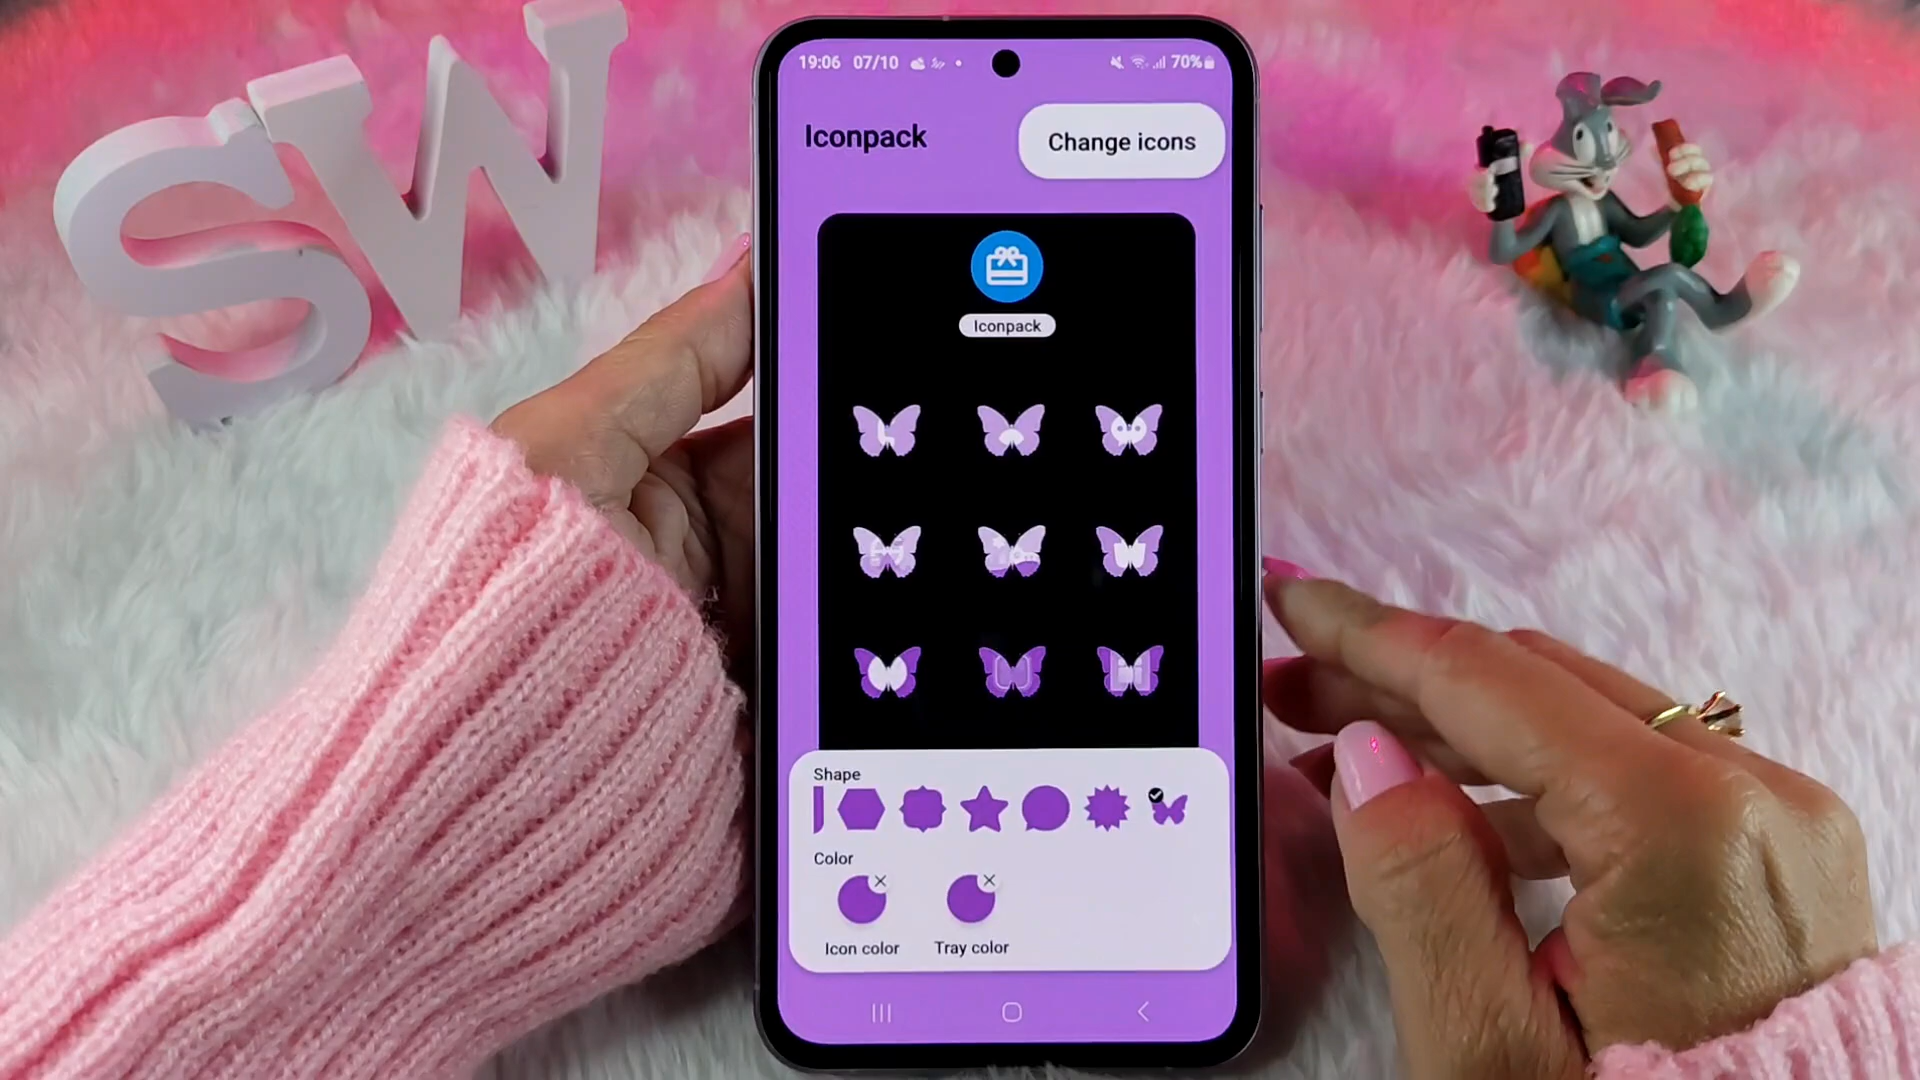 SW
19:06 07/10
70%
Iconpack
Change icons
Iconpack
Shape
Color
Icon color
Tray color